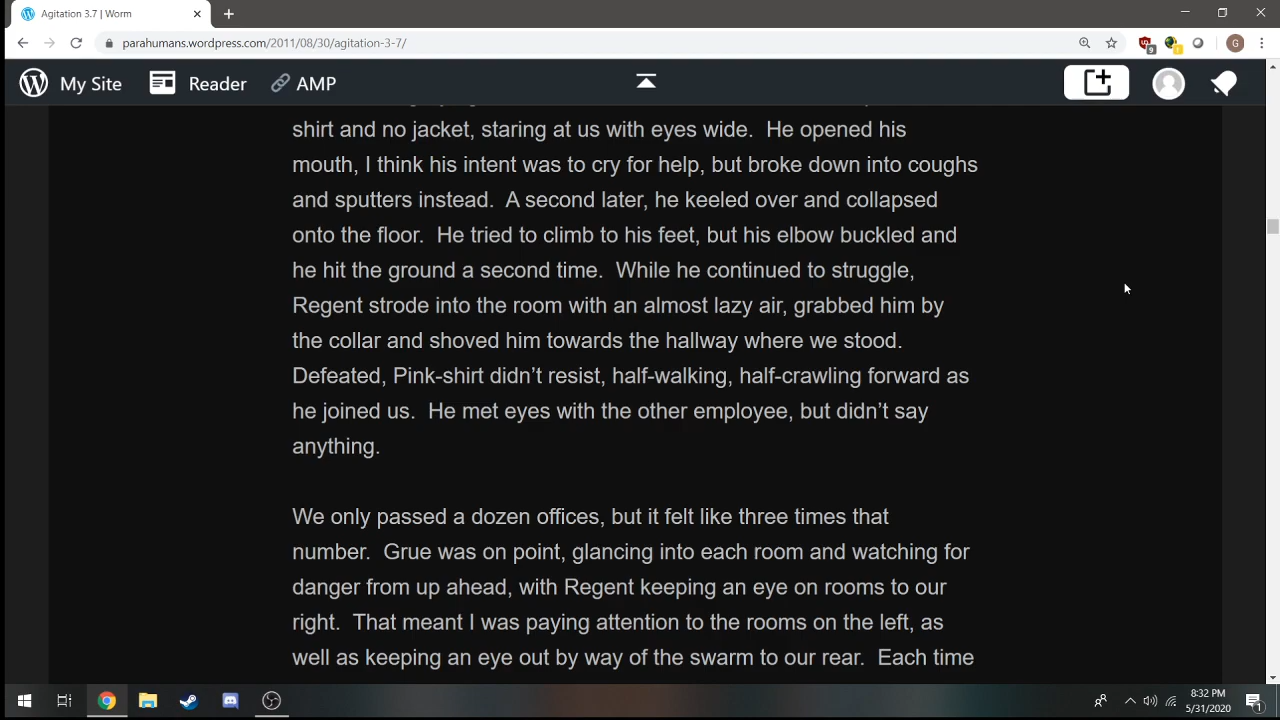 Agitation 3.7 | Worm
parahumans.wordpress.com/2011/08/30/agitation-3-7/
9
1
G
My Site
Reader
AMP
shirt and no jacket, staring at us with eyes wide.  He opened his
mouth, I think his intent was to cry for help, but broke down into coughs
and sputters instead.  A second later, he keeled over and collapsed
onto the floor.  He tried to climb to his feet, but his elbow buckled and
he hit the ground a second time.  While he continued to struggle,
Regent strode into the room with an almost lazy air, grabbed him by
the collar and shoved him towards the hallway where we stood.
Defeated, Pink-shirt didn’t resist, half-walking, half-crawling forward as
he joined us.  He met eyes with the other employee, but didn’t say
anything.
We only passed a dozen offices, but it felt like three times that
number.  Grue was on point, glancing into each room and watching for
danger from up ahead, with Regent keeping an eye on rooms to our
right.  That meant I was paying attention to the rooms on the left, as
well as keeping an eye out by way of the swarm to our rear.  Each time
8:32 PM
5/31/2020
1